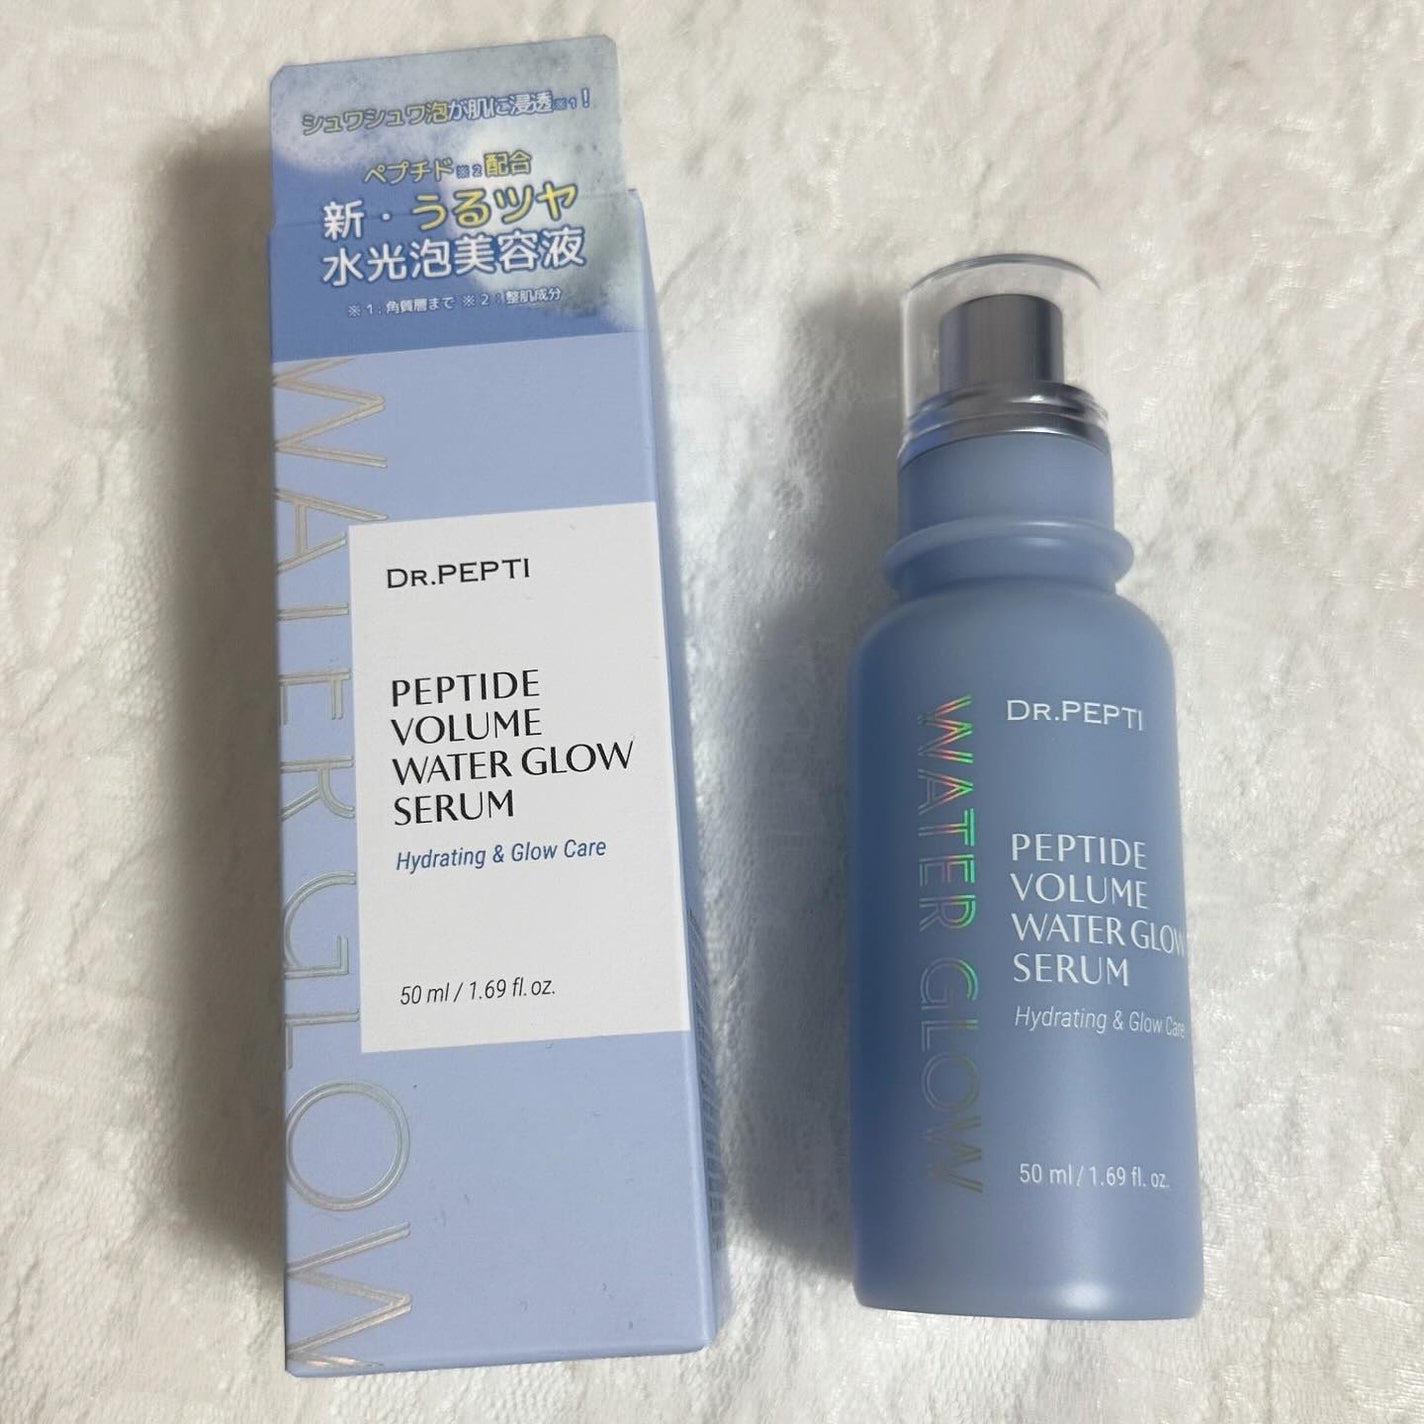 シュワシュワ泡が肌に浸透※1！
ペプチド※2配合
新・うるツヤ
水光泡美容液
※1：角質層まで ※2：整肌成分
WATER GLOW
DR.PEPTI
PEPTIDE
VOLUME
WATER GLOW
SERUM
Hydrating & Glow Care
50 ml / 1.69 fl. oz.
WATER GLOW
DR.PEPTI
PEPTIDE
VOLUME
WATER GLOW
SERUM
Hydrating & Glow Care
50 ml / 1.69 fl. oz.